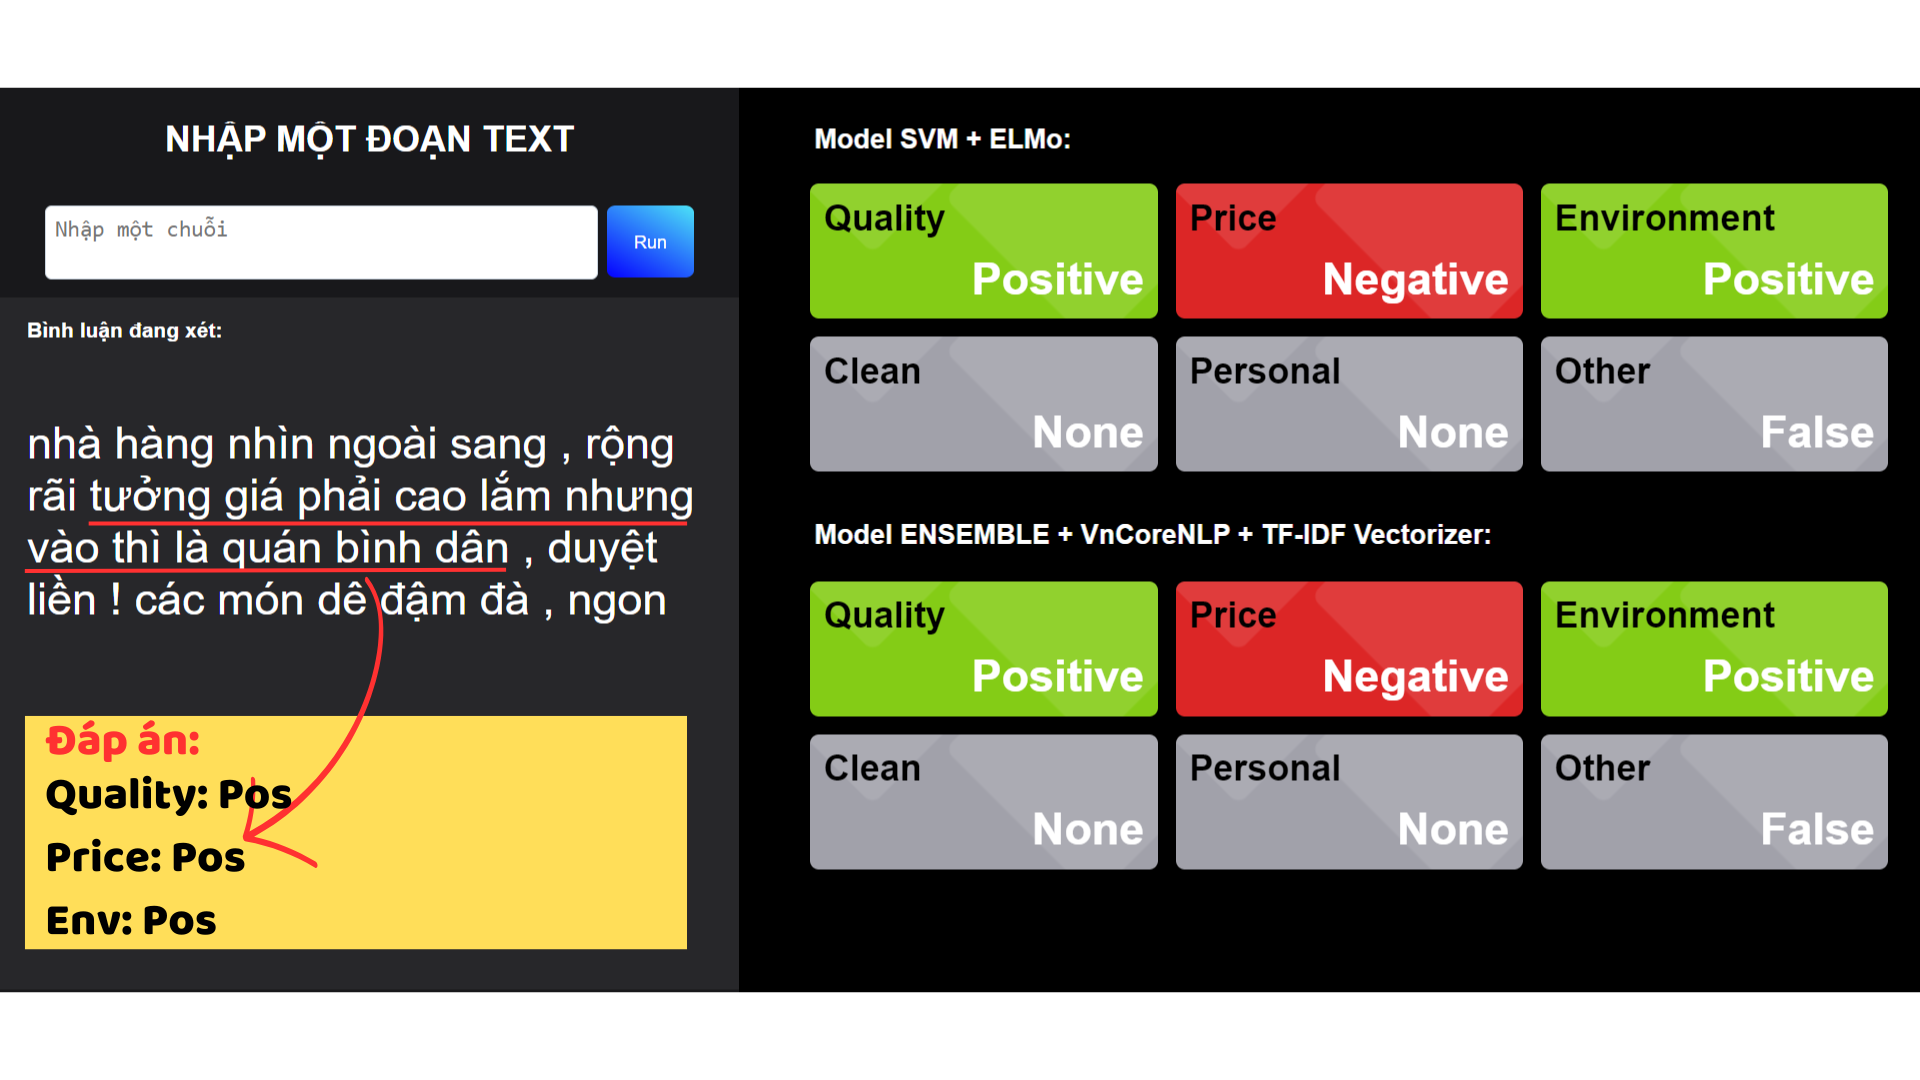 NHẬP MỘT ĐOẠN TEXT
Nhập một chuỗi
Run
Bình luận đang xét:
nhà hàng nhìn ngoài sang , rộng
rãi tưởng giá phải cao lắm nhưng
vào thì là quán bình dân , duyệt
liền ! các món dê đậm đà , ngon
Đáp án:
Quality: Pos
Price: Pos
Env: Pos
Model SVM + ELMo:
Quality
Positive
Price
Negative
Environment
Positive
Clean
None
Personal
None
Other
False
Model ENSEMBLE + VnCoreNLP + TF-IDF Vectorizer:
Quality
Positive
Price
Negative
Environment
Positive
Clean
None
Personal
None
Other
False